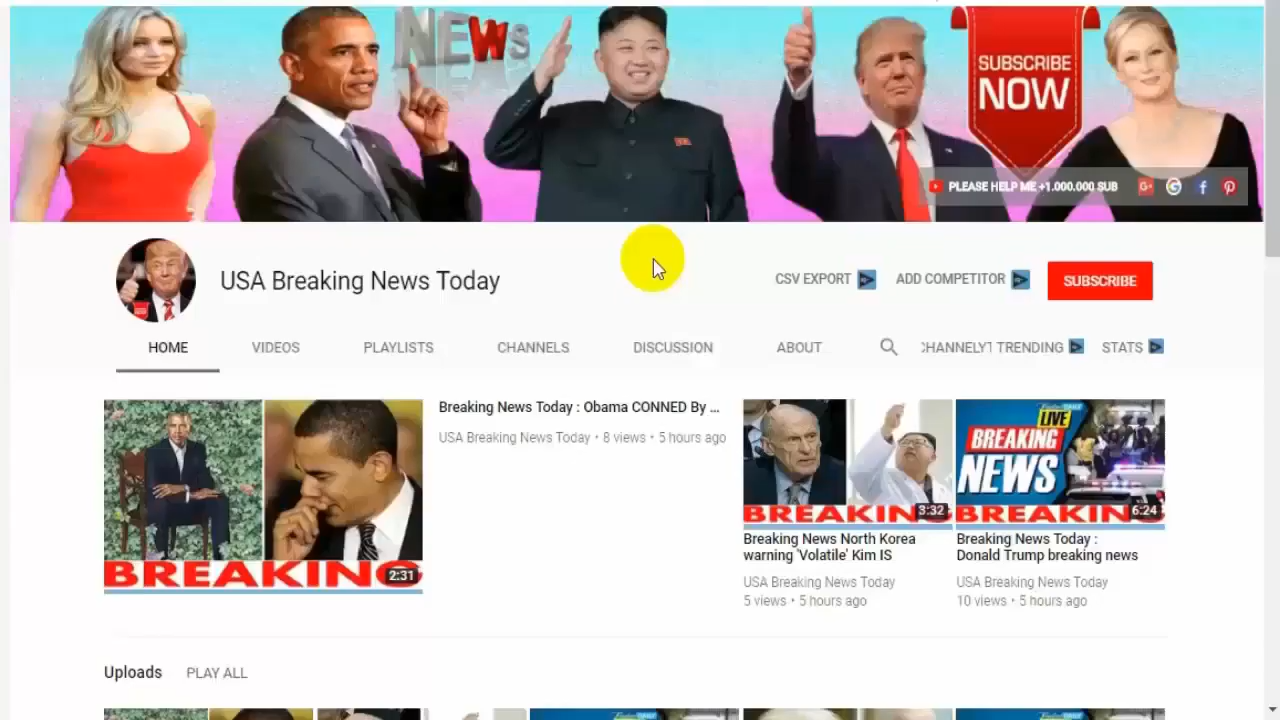 NEWS
SUBSCRIBE
NOW
PLEASE HELP ME +1.000.000 SUB
USA Breaking News Today
CSV EXPORT
ADD COMPETITOR
SUBSCRIBE
HOME
VIDEOS
PLAYLISTS
CHANNELS
DISCUSSION
ABOUT
TRENDING
STATS
BREAKING
2:31
Breaking News Today : Obama CONNED By ...
USA Breaking News Today • 8 views • 5 hours ago
BREAKIN
3:32
Breaking News North Korea
warning 'Volatile' Kim IS
USA Breaking News Today
5 views • 5 hours ago
LIVE
BREAKING
NEWS
BREAKIN
6:24
Breaking News Today :
Donald Trump breaking news
USA Breaking News Today
10 views • 5 hours ago
Uploads
PLAY ALL